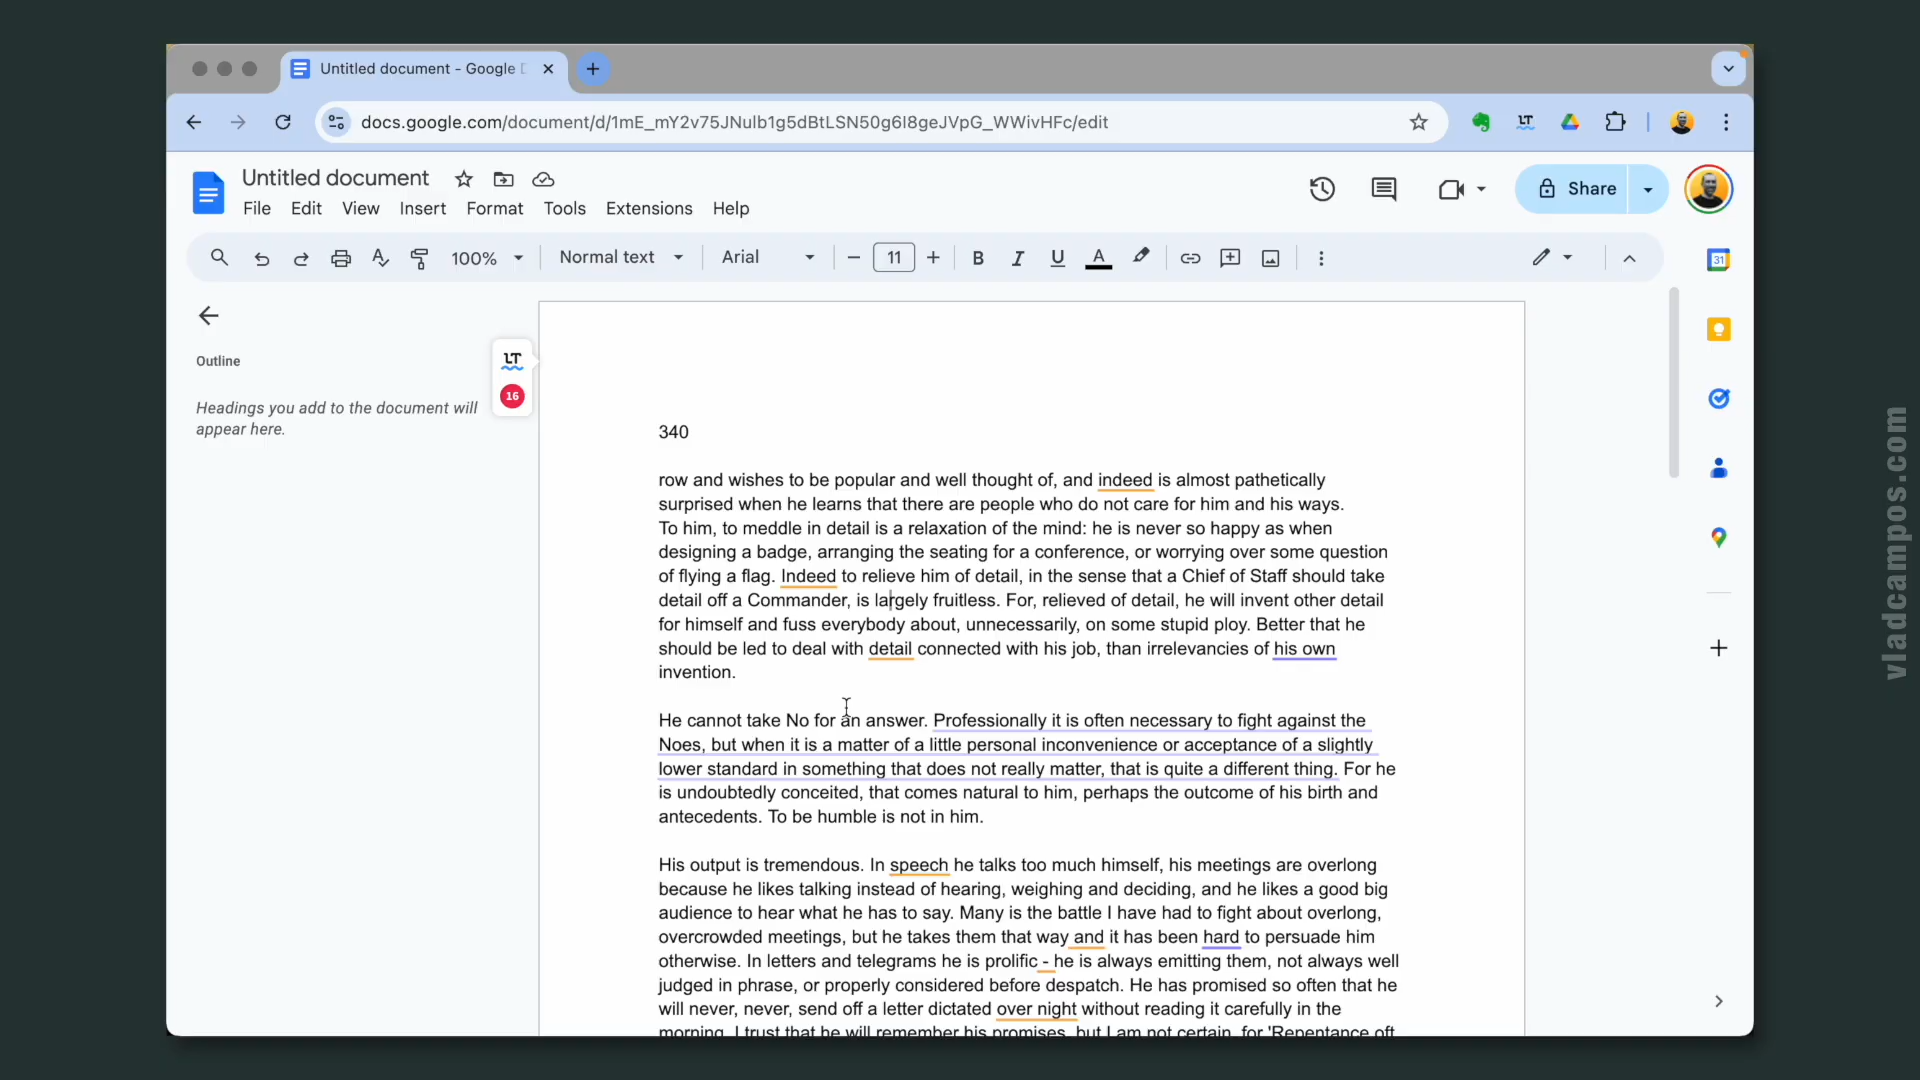 Untitled document - Google D
docs.google.com/document/d/1mE_mY2v75JNulb1g5dBtLSN50g6l8geJVpG_WWivHFc/edit
LT
Untitled document
File Edit View Insert Format Tools Extensions Help
Share
100% Normal text Arial 11 B I U A
31
Outline
Headings you add to the document will
appear here.
LT
16
340
row and wishes to be popular and well thought of, and indeed is almost pathetically
surprised when he learns that there are people who do not care for him and his ways.
To him, to meddle in detail is a relaxation of the mind: he is never so happy as when
designing a badge, arranging the seating for a conference, or worrying over some question
of flying a flag. Indeed to relieve him of detail, in the sense that a Chief of Staff should take
detail off a Commander, is largely fruitless. For, relieved of detail, he will invent other detail
for himself and fuss everybody about, unnecessarily, on some stupid ploy. Better that he
should be led to deal with detail connected with his job, than irrelevancies of his own
invention.
He cannot take No for an answer. Professionally it is often necessary to fight against the
Noes, but when it is a matter of a little personal inconvenience or acceptance of a slightly
lower standard in something that does not really matter, that is quite a different thing. For he
is undoubtedly conceited, that comes natural to him, perhaps the outcome of his birth and
antecedents. To be humble is not in him.
His output is tremendous. In speech he talks too much himself, his meetings are overlong
because he likes talking instead of hearing, weighing and deciding, and he likes a good big
audience to hear what he has to say. Many is the battle I have had to fight about overlong,
overcrowded meetings, but he takes them that way and it has been hard to persuade him
otherwise. In letters and telegrams he is prolific - he is always emitting them, not always well
judged in phrase, or properly considered before despatch. He has promised so often that he
will never, never, send off a letter dictated over night without reading it carefully in the
morning. I trust that he will remember his promises, but I am not certain, for 'Repentance oft
vladcampos.com